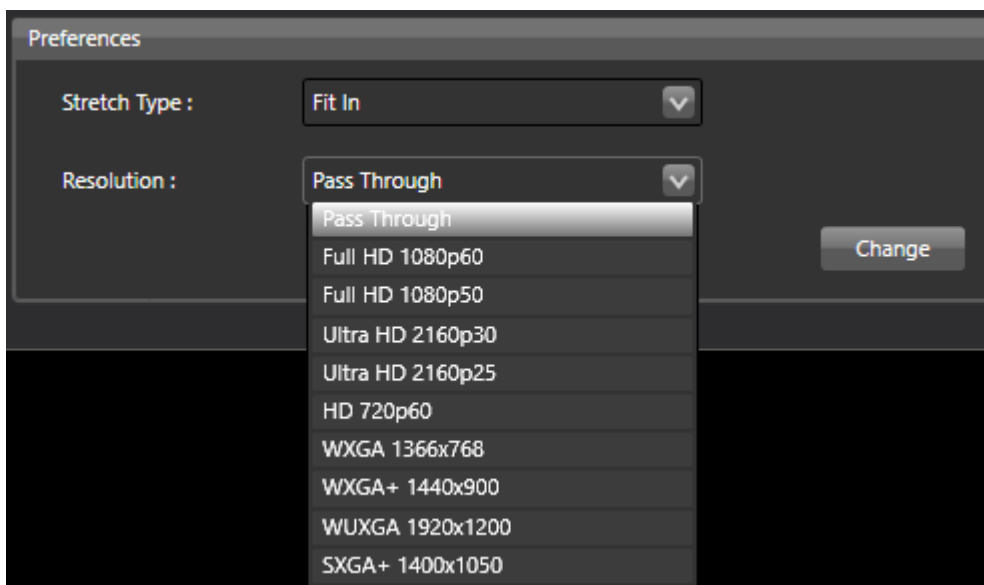 Preferences
Stretch Type : Fit In
Resolution : Pass Through
Pass Through
Full HD 1080p60
Change
Full HD 1080p50
Ultra HD 2160p30
Ultra HD 2160p25
HD 720p60
WXGA 1366x768
WXGA+ 1440x900
WUXGA 1920x1200
SXGA+ 1400x1050